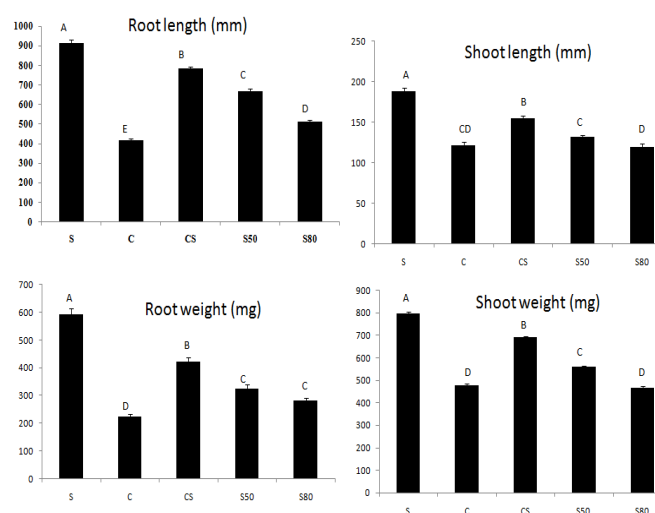 Root length (mm)
1000
900
800
700
600
500
400
300
200
100
0
A
E
B
C
D
S C CS S50 S80
Shoot length (mm)
250
200
150
100
50
0
A
CD
B
C
D
S C CS S50 S80
Root weight (mg)
700
600
500
400
300
200
100
0
A
D
B
C
C
S C CS S50 S80
Shoot weight (mg)
900
800
700
600
500
400
300
200
100
0
A
D
B
C
D
S C CS S50 S80